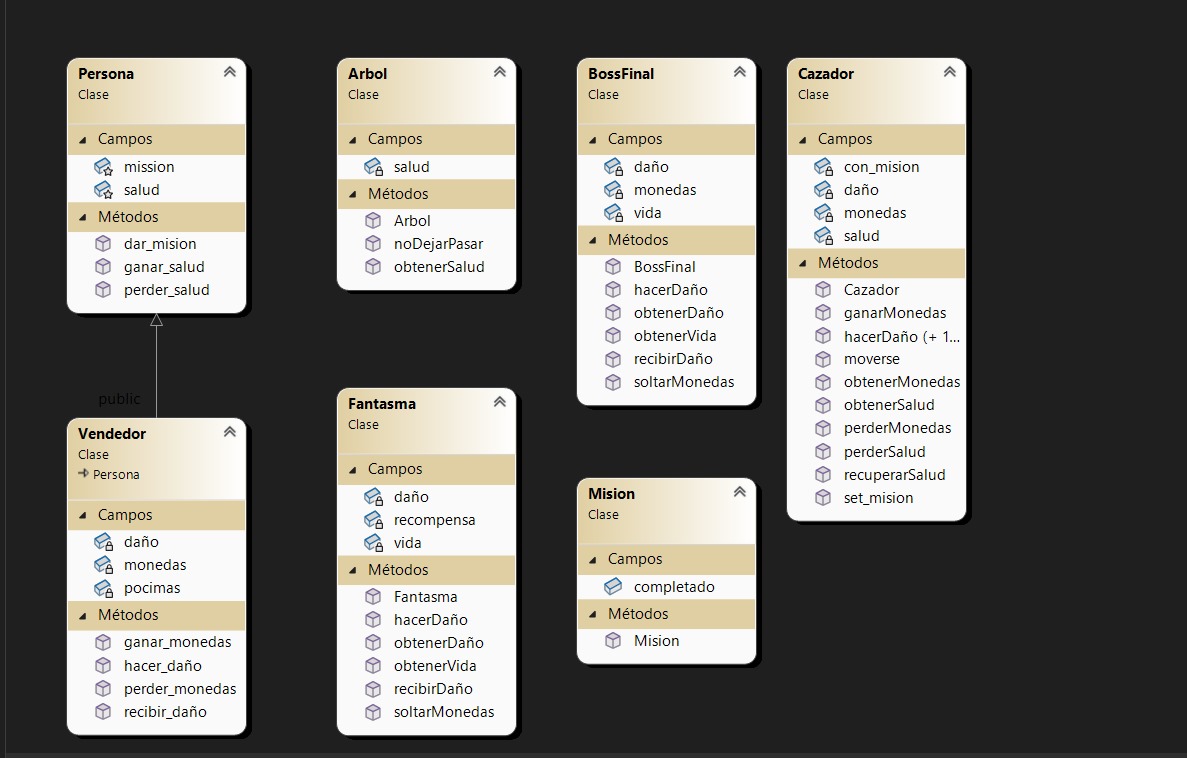 Persona
Clase
Campos
mission
salud
Métodos
dar_mision
ganar_salud
perder_salud
public
Vendedor
Clase
Persona
Campos
daño
monedas
pocimas
Métodos
ganar_monedas
hacer_daño
perder_monedas
recibir_daño
Arbol
Clase
Campos
salud
Métodos
Arbol
noDejarPasar
obtenerSalud
Fantasma
Clase
Campos
daño
recompensa
vida
Métodos
Fantasma
hacerDaño
obtenerDaño
obtenerVida
recibirDaño
soltarMonedas
BossFinal
Clase
Campos
daño
monedas
vida
Métodos
BossFinal
hacerDaño
obtenerDaño
obtenerVida
recibirDaño
soltarMonedas
Mision
Clase
Campos
completado
Métodos
Mision
Cazador
Clase
Campos
con_mision
daño
monedas
salud
Métodos
Cazador
ganarMonedas
hacerDaño (+ 1...
moverse
obtenerMonedas
obtenerSalud
perderMonedas
perderSalud
recuperarSalud
set_mision